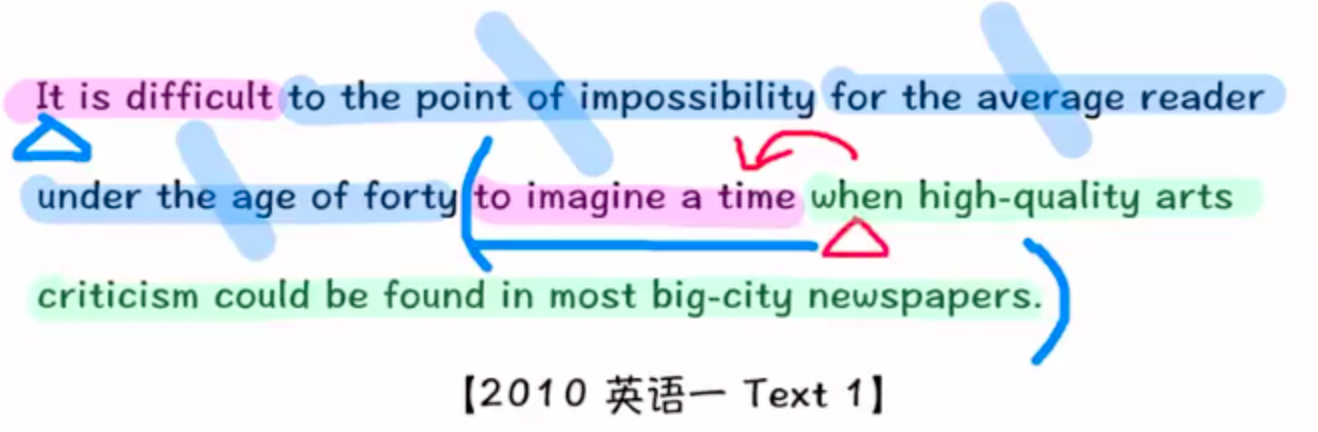 It is difficult to the point of impossibility for the average reader
under the age of forty to imagine a time when high-quality arts
criticism could be found in most big-city newspapers.
【2010 英语一 Text 1】